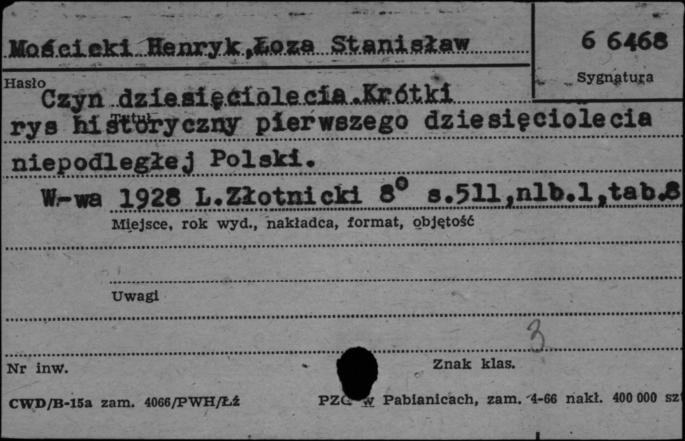 Mościcki Henryk,Łoza Stanisław
6 6468
Hasło
Sygnatura
Czyn dziesięciolecia.Krótki
Tytuł
rys historyczny pierwszego dziesięciolecia
niepodległej Polski.
W-wa 1928 L.Złotnicki 8° s.511,nlb.1,tab.8
Miejsce, rok wyd., nakładca, format, objętość
Uwagi
3
Nr inw.
Znak klas.
CWD/B-15a zam. 4066/PWH/Łź
PZG w Pabianicach, zam. 4-66 nakł. 400 000 szt